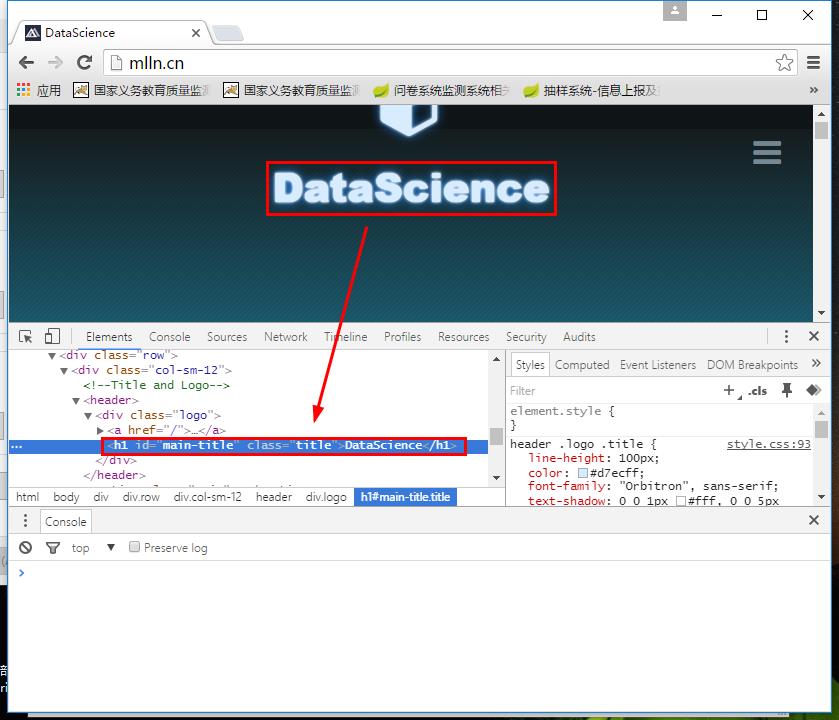 DataScience
mlln.cn
应用 国家义务教育质量监测 国家义务教育质量监测 问卷系统监测系统相关 抽样系统-信息上报及
DataScience
Elements Console Sources Network Timeline Profiles Resources Security Audits
<div class="row">
<div class="col-sm-12">
<!--Title and Logo-->
<header>
<div class="logo">
<a href="/">…</a>
<h1 id="main-title" class="title">DataScience</h1>
</div>
</header>
html body div div.row div.col-sm-12 header div.logo h1#main-title.title
Styles Computed Event Listeners DOM Breakpoints »
Filter + .cls
element.style {
}
header .logo .title { style.css:93
line-height: 100px;
color: #d7ecff;
font-family: "Orbitron", sans-serif;
text-shadow: 0 0 1px #fff, 0 0 5px
Console
top ▼ Preserve log
>